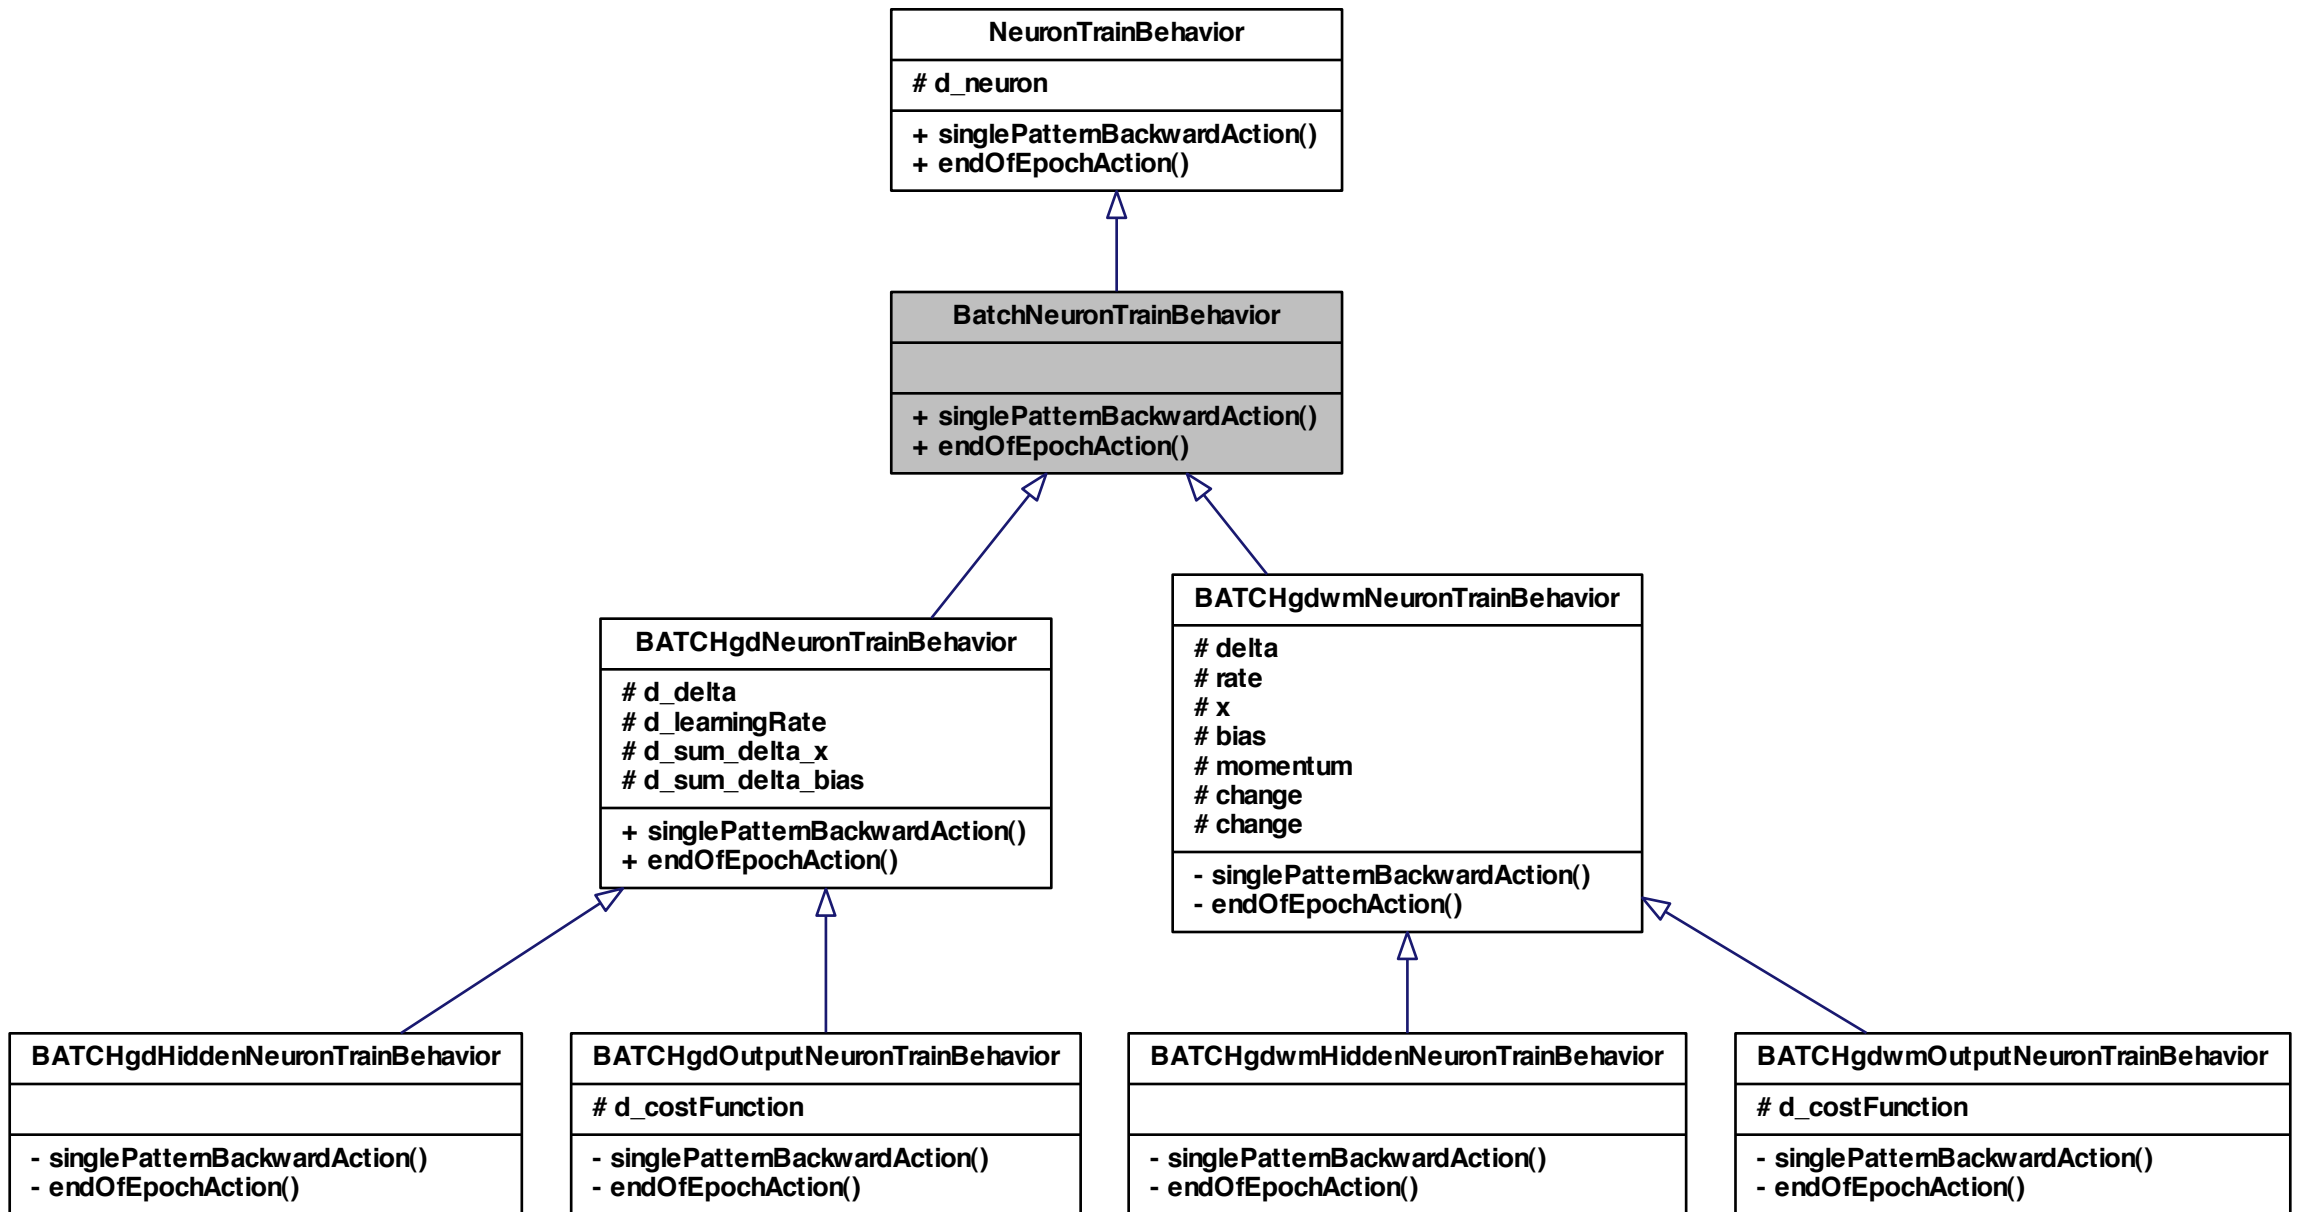 NeuronTrainBehavior
# d_neuron
+ singlePatternBackwardAction()
+ endOfEpochAction()
BatchNeuronTrainBehavior
+ singlePatternBackwardAction()
+ endOfEpochAction()
BATCHgdNeuronTrainBehavior
# d_delta
# d_learningRate
# d_sum_delta_x
# d_sum_delta_bias
+ singlePatternBackwardAction()
+ endOfEpochAction()
BATCHgdwmNeuronTrainBehavior
# delta
# rate
# x
# bias
# momentum
# change
# change
- singlePatternBackwardAction()
- endOfEpochAction()
BATCHgdHiddenNeuronTrainBehavior
- singlePatternBackwardAction()
- endOfEpochAction()
BATCHgdOutputNeuronTrainBehavior
# d_costFunction
- singlePatternBackwardAction()
- endOfEpochAction()
BATCHgdwmHiddenNeuronTrainBehavior
- singlePatternBackwardAction()
- endOfEpochAction()
BATCHgdwmOutputNeuronTrainBehavior
# d_costFunction
- singlePatternBackwardAction()
- endOfEpochAction()